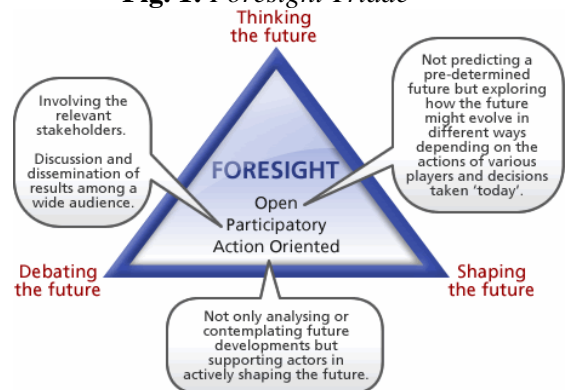 Fig. 1. Foresight Triade
Thinking
the future
Involving the
relevant
stakeholders.
Discussion and
dissemination of
results among a
wide audience.
Not predicting a
pre-determined
future but exploring
how the future
might evolve in
different ways
depending on the
actions of various
players and decisions
taken ‘today’.
FORESIGHT
Open
Participatory
Action Oriented
Debating
the future
Shaping
the future
Not only analysing or
contemplating future
developments but
supporting actors in
actively shaping the future.